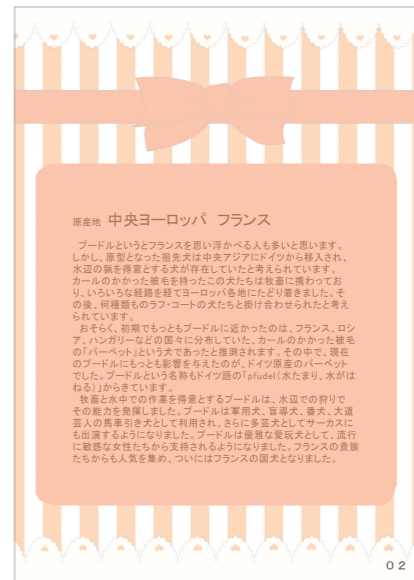 原産地 中央ヨーロッパ フランス
プードルというとフランスを思い浮かべる人も多いと思います。
しかし、原型となった祖先犬は中央アジアにドイツから移入され、
水辺の猟を得意とする犬が存在していたと考えられています。
カールのかかった被毛を持ったこの犬たちは牧畜に携わってお
り、いろいろな経路を経てヨーロッパ各地にたどり着きました。そ
の後、何種類ものラフ・コートの犬たちと掛け合わせられたと考え
られています。
おそらく、初期でもっともプードルに近かったのは、フランス、ロシ
ア、ハンガリーなどの国々に分布していた、カールのかかった被毛
の「バーベット」という犬であったと推測されます。その中で、現在
のプードルにもっとも影響を与えたのが、ドイツ原産のバーベット
でした。プードルという名称もドイツ語の「pfudel(水たまり、水がは
ねる)」からきています。
牧畜と水中での作業を得意とするプードルは、水辺での狩りで
その能力を発揮しました。プードルは軍用犬、盲導犬、番犬、大道
芸人の馬車引き犬として利用され、さらに多芸犬としてサーカスに
も出演するようになりました。プードルは優雅な愛玩犬として、流行
に敏感な女性たちから支持されるようになりました。フランスの貴族
たちからも人気を集め、ついにはフランスの国犬となりました。
02